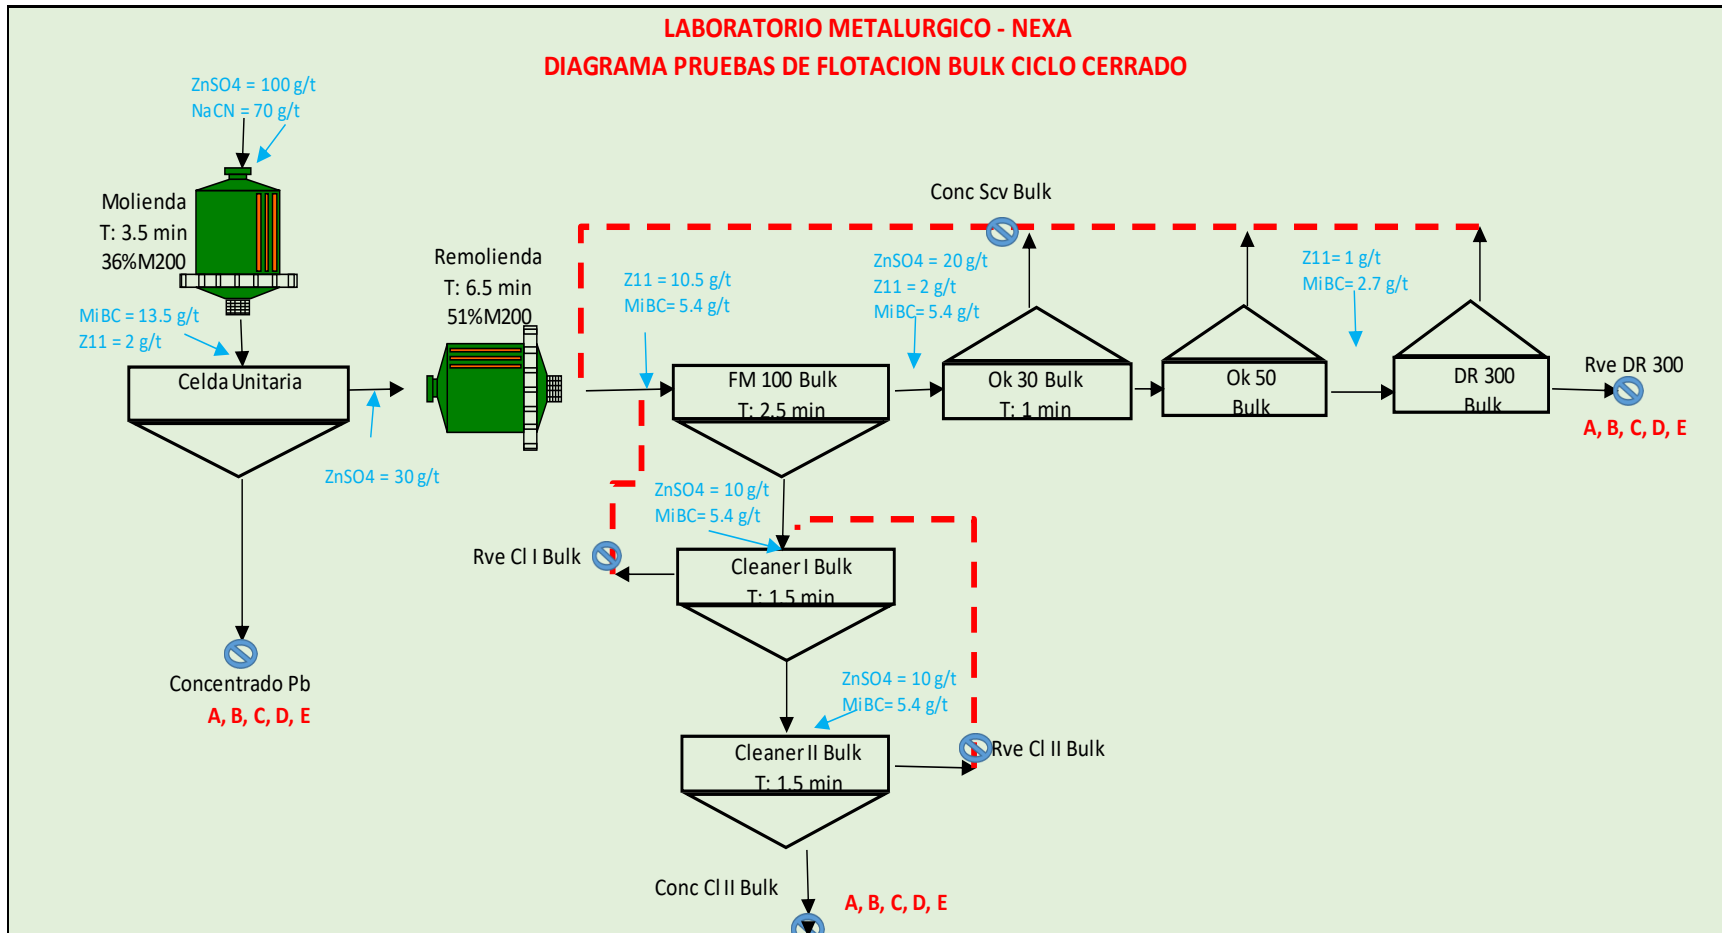 LABORATORIO METALURGICO - NEXA
DIAGRAMA PRUEBAS DE FLOTACION BULK CICLO CERRADO
ZnSO4 = 100 g/t
NaCN = 70 g/t
Molienda
T: 3.5 min
36%M200
MiBC = 13.5 g/t
Z11 = 2 g/t
Celda Unitaria
ZnSO4 = 30 g/t
Concentrado Pb
A, B, C, D, E
Remolienda
T: 6.5 min
51%M200
Z11 = 10.5 g/t
MiBC= 5.4 g/t
FM 100 Bulk
T: 2.5 min
Conc Scv Bulk
ZnSO4 = 20 g/t
Z11 = 2 g/t
MiBC= 5.4 g/t
Ok 30 Bulk
T: 1 min
Ok 50
Bulk
Z11= 1 g/t
MiBC= 2.7 g/t
DR 300
Bulk
Rve DR 300
A, B, C, D, E
ZnSO4 = 10 g/t
MiBC= 5.4 g/t
Rve Cl I Bulk
Cleaner I Bulk
T: 1.5 min
ZnSO4 = 10 g/t
MiBC= 5.4 g/t
Cleaner II Bulk
T: 1.5 min
Rve Cl II Bulk
Conc Cl II Bulk
A, B, C, D, E